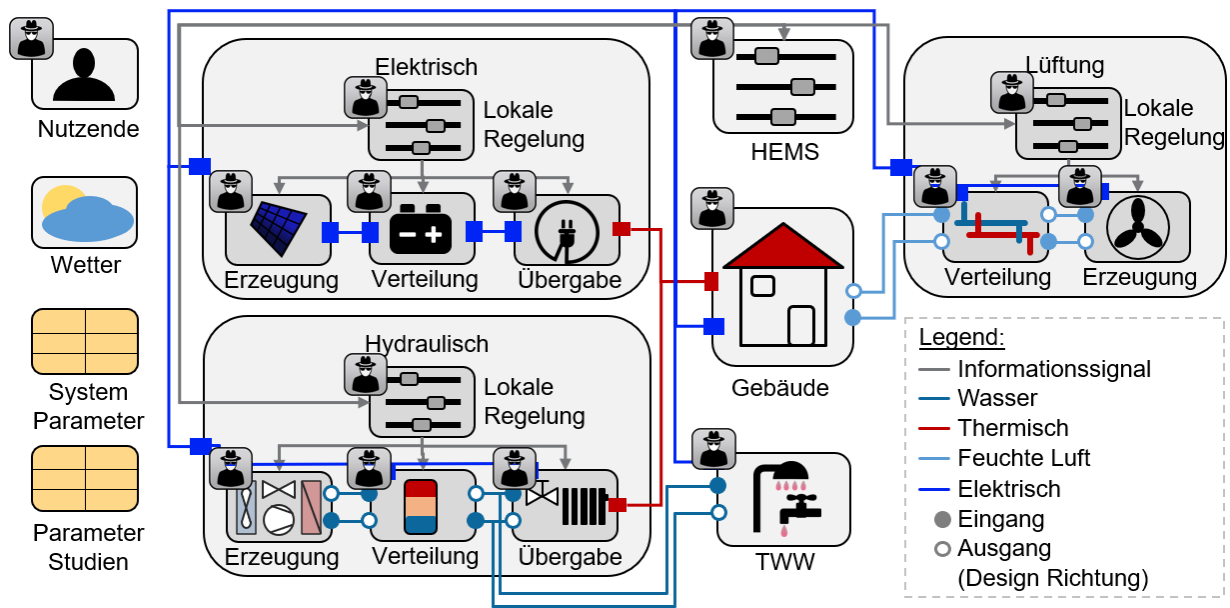 Nutzende
Wetter
System
Parameter
Parameter
Studien
Elektrisch
Lokale
Regelung
Erzeugung
Verteilung
Übergabe
Hydraulisch
Lokale
Regelung
Erzeugung
Verteilung
Übergabe
HEMS
Gebäude
TWW
Lüftung
Lokale
Regelung
Verteilung
Erzeugung
Legend:
Informationssignal
Wasser
Thermisch
Feuchte Luft
Elektrisch
Eingang
Ausgang
(Design Richtung)